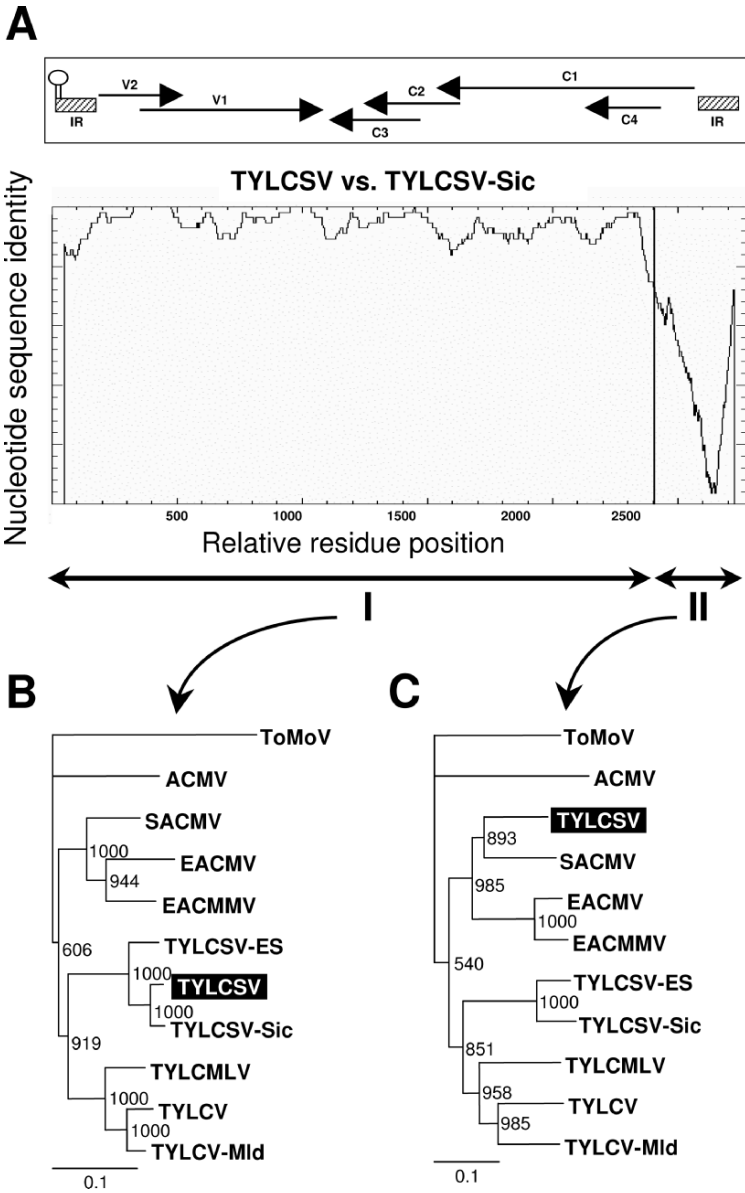 A
V2
V1
C2
C1
C3
C4
IR
IR
TYLCSV vs. TYLCSV-Sic
Nucleotide sequence identity
500
1000
1500
2000
2500
Relative residue position
I
II
B
ToMoV
ACMV
SACMV
1000
EACMV
944
EACMMV
606
TYLCSV-ES
1000
TYLCSV
1000
TYLCSV-Sic
919
TYLCMLV
1000
TYLCV
1000
TYLCV-Mld
0.1
C
ToMoV
ACMV
TYLCSV
893
SACMV
985
EACMV
1000
EACMMV
540
TYLCSV-ES
1000
TYLCSV-Sic
851
TYLCMLV
958
TYLCV
985
TYLCV-Mld
0.1